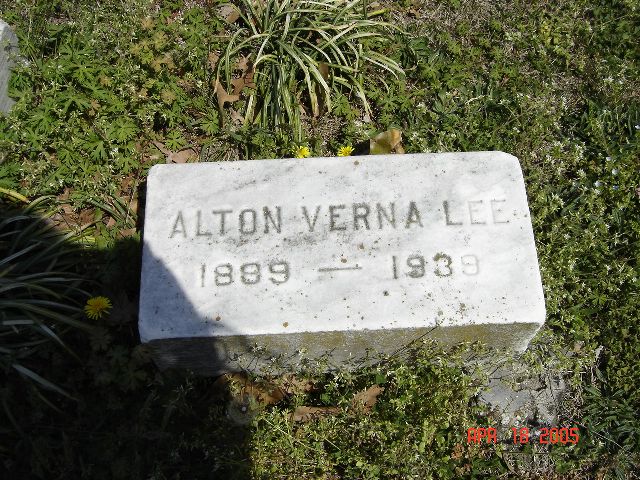 ALTON VERNA LEE
1889 — 1939
APR 18 2005